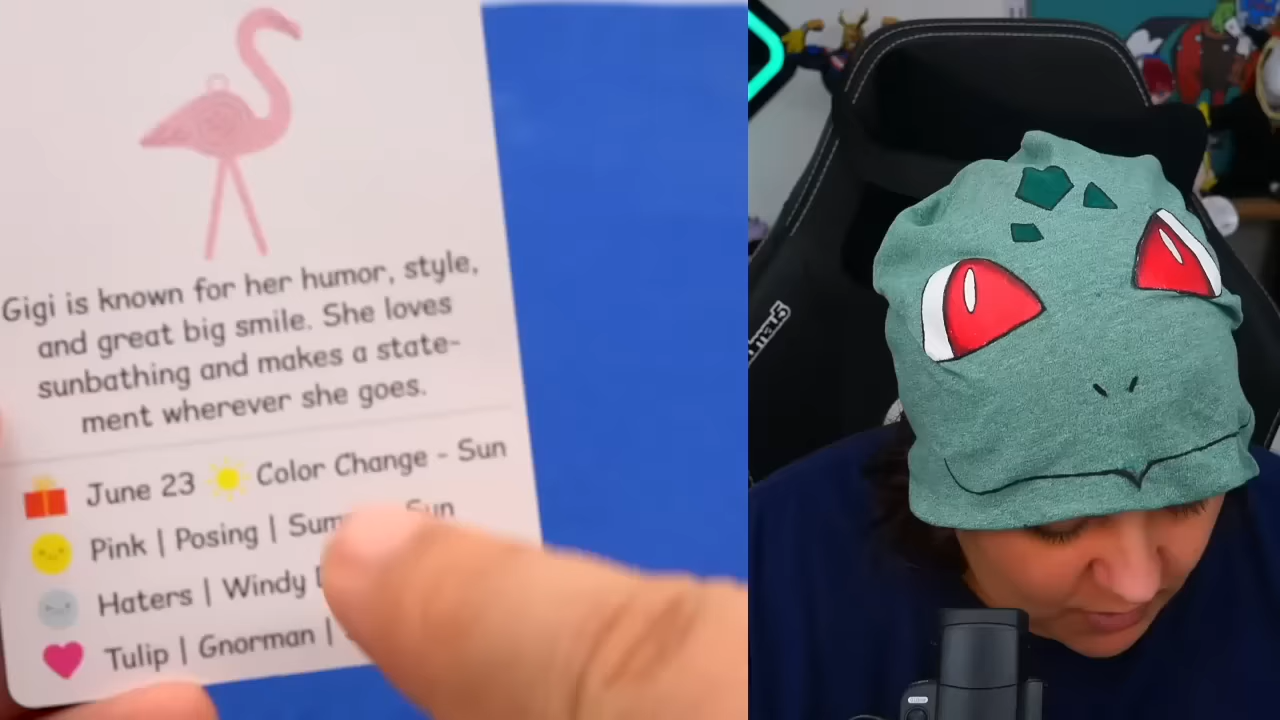 Gigi is known for her humor, style,
and great big smile. She loves
sunbathing and makes a state-
ment wherever she goes.
June 23 Color Change - Sun
Pink | Posing | Sun
Haters | Windy
Tulip | Gnorman |